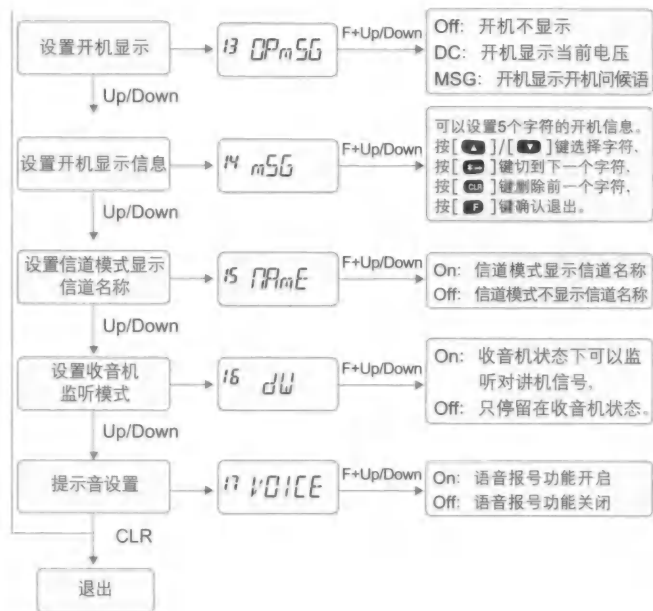 设置开机显示
13 OPmSG
F+Up/Down
Off: 开机不显示
DC: 开机显示当前电压
MSG: 开机显示开机问候语
Up/Down
设置开机显示信息
14 mSG
F+Up/Down
可以设置5个字符的开机信息。
按[ ▲ ]/[ ▼ ]键选择字符,
按[ ]键切到下一个字符,
按[ CLR ]键删除前一个字符,
按[ F ]键确认退出。
Up/Down
设置信道模式显示
信道名称
15 NAmE
F+Up/Down
On: 信道模式显示信道名称
Off: 信道模式不显示信道名称
Up/Down
设置收音机
监听模式
16 dW
F+Up/Down
On: 收音机状态下可以监
听对讲机信号,
Off: 只停留在收音机状态。
Up/Down
提示音设置
17 VOICE
F+Up/Down
On: 语音报号功能开启
Off: 语音报号功能关闭
CLR
退出